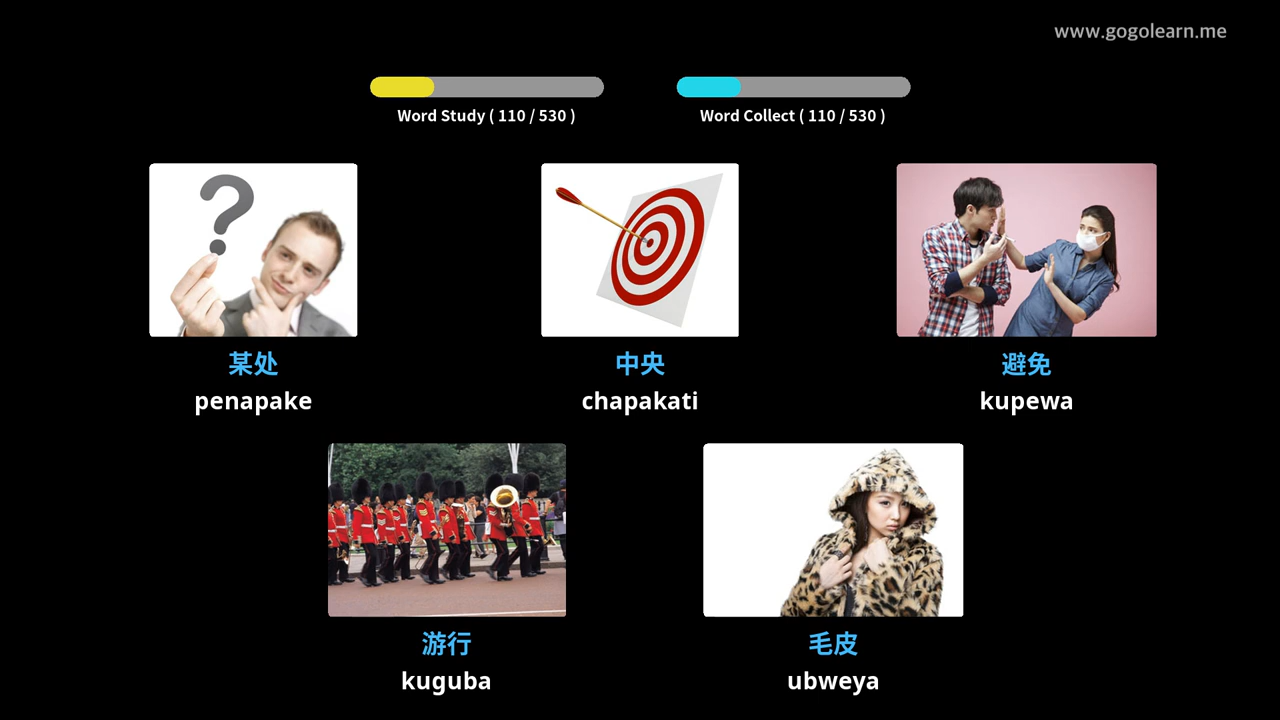 www.gogolearn.me
Word Study ( 110 / 530 )
Word Collect ( 110 / 530 )
某处
penapake
中央
chapakati
避免
kupewa
游行
kuguba
毛皮
ubweya